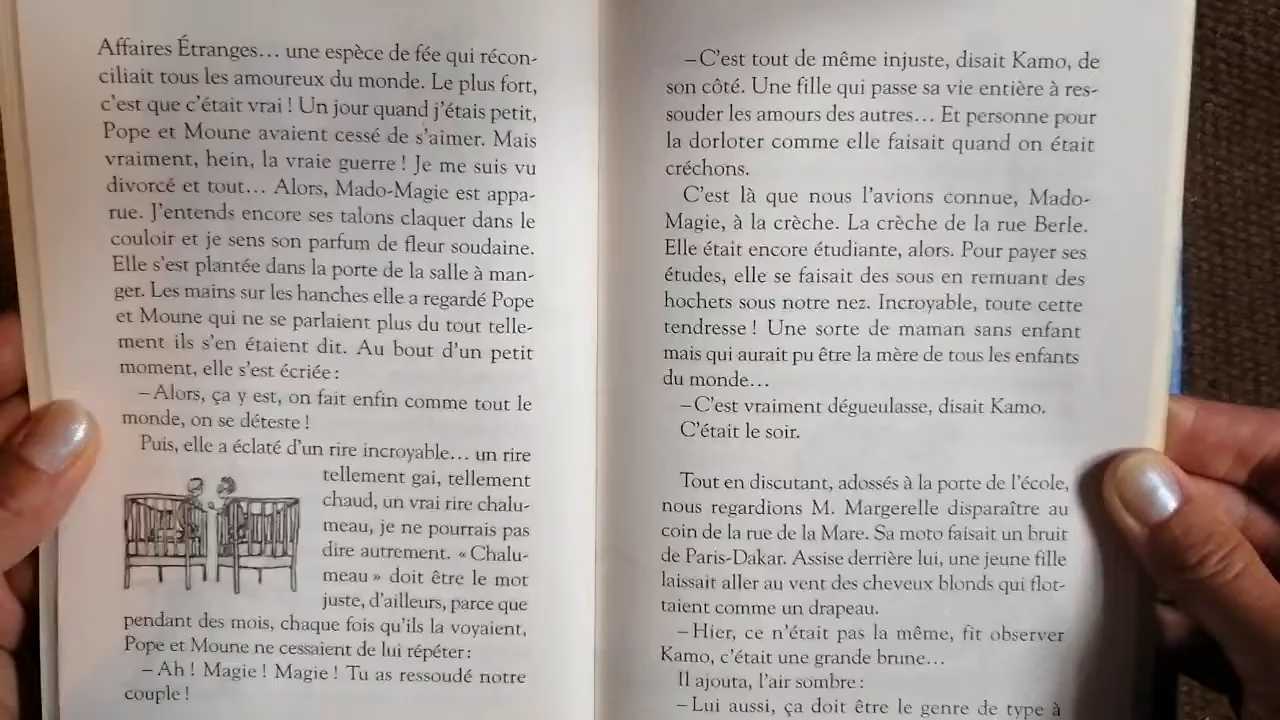 Affaires Étranges… une espèce de fée qui récon-
ciliait tous les amoureux du monde. Le plus fort,
c'est que c'était vrai ! Un jour quand j'étais petit,
Pope et Moune avaient cessé de s'aimer. Mais
vraiment, hein, la vraie guerre ! Je me suis vu
divorcé et tout… Alors, Mado-Magie est appa-
rue. J'entends encore ses talons claquer dans le
couloir et je sens son parfum de fleur soudaine.
Elle s'est plantée dans la porte de la salle à man-
ger. Les mains sur les hanches elle a regardé Pope
et Moune qui ne se parlaient plus du tout telle-
ment ils s'en étaient dit. Au bout d'un petit
moment, elle s'est écriée :
– Alors, ça y est, on fait enfin comme tout le
monde, on se déteste !
Puis, elle a éclaté d'un rire incroyable… un rire
tellement gai, tellement
chaud, un vrai rire chalu-
meau, je ne pourrais pas
dire autrement. « Chalu-
meau » doit être le mot
juste, d'ailleurs, parce que
pendant des mois, chaque fois qu'ils la voyaient,
Pope et Moune ne cessaient de lui répéter :
– Ah ! Magie ! Magie ! Tu as ressoudé notre
couple !
– C'est tout de même injuste, disait Kamo, de
son côté. Une fille qui passe sa vie entière à res-
souder les amours des autres… Et personne pour
la dorloter comme elle faisait quand on était
créchons.
C'est là que nous l'avions connue, Mado-
Magie, à la crèche. La crèche de la rue Berle.
Elle était encore étudiante, alors. Pour payer ses
études, elle se faisait des sous en remuant des
hochets sous notre nez. Incroyable, toute cette
tendresse ! Une sorte de maman sans enfant
mais qui aurait pu être la mère de tous les enfants
du monde…
– C'est vraiment dégueulasse, disait Kamo.
C'était le soir.
Tout en discutant, adossés à la porte de l'école,
nous regardions M. Margerelle disparaître au
coin de la rue de la Mare. Sa moto faisait un bruit
de Paris-Dakar. Assise derrière lui, une jeune fille
laissait aller au vent des cheveux blonds qui flot-
taient comme un drapeau.
– Hier, ce n'était pas la même, fit observer
Kamo, c'était une grande brune…
Il ajouta, l'air sombre :
– Lui aussi, ça doit être le genre de type à